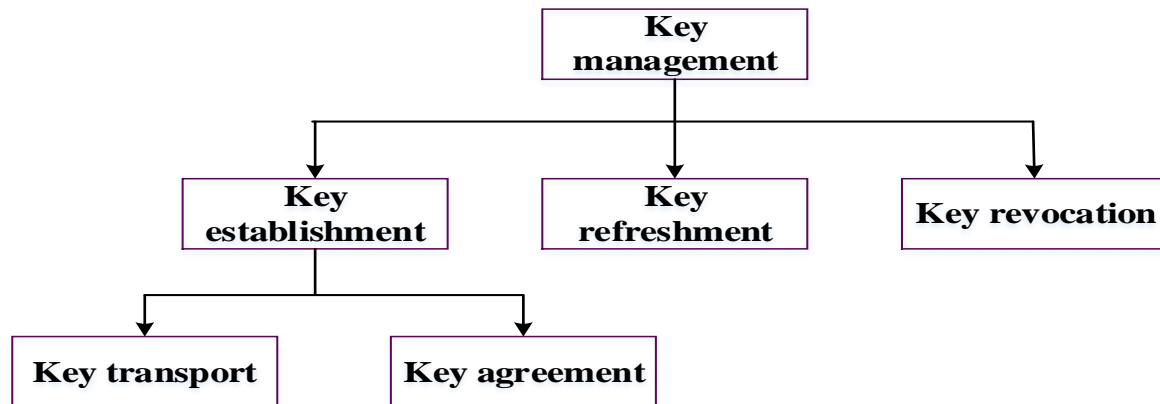 Key
management
Key
establishment
Key
refreshment
Key revocation
Key transport
Key agreement